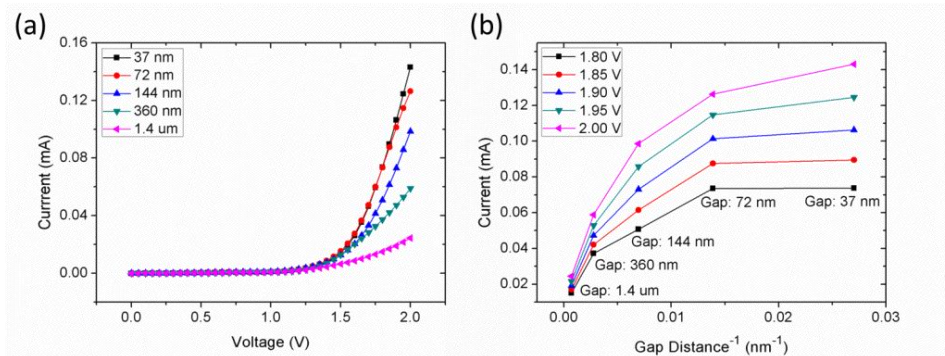 (a)
0.16
0.12
0.08
0.04
0.00
Currrent (mA)
37 nm
72 nm
144 nm
360 nm
1.4 um
0.0
0.5
1.0
1.5
2.0
Voltage (V)
(b)
0.14
0.12
0.10
0.08
0.06
0.04
0.02
Current (mA)
1.80 V
1.85 V
1.90 V
1.95 V
2.00 V
Gap: 72 nm
Gap: 37 nm
Gap: 144 nm
Gap: 360 nm
Gap: 1.4 um
0.00
0.01
0.02
0.03
Gap Distance⁻¹ (nm⁻¹)